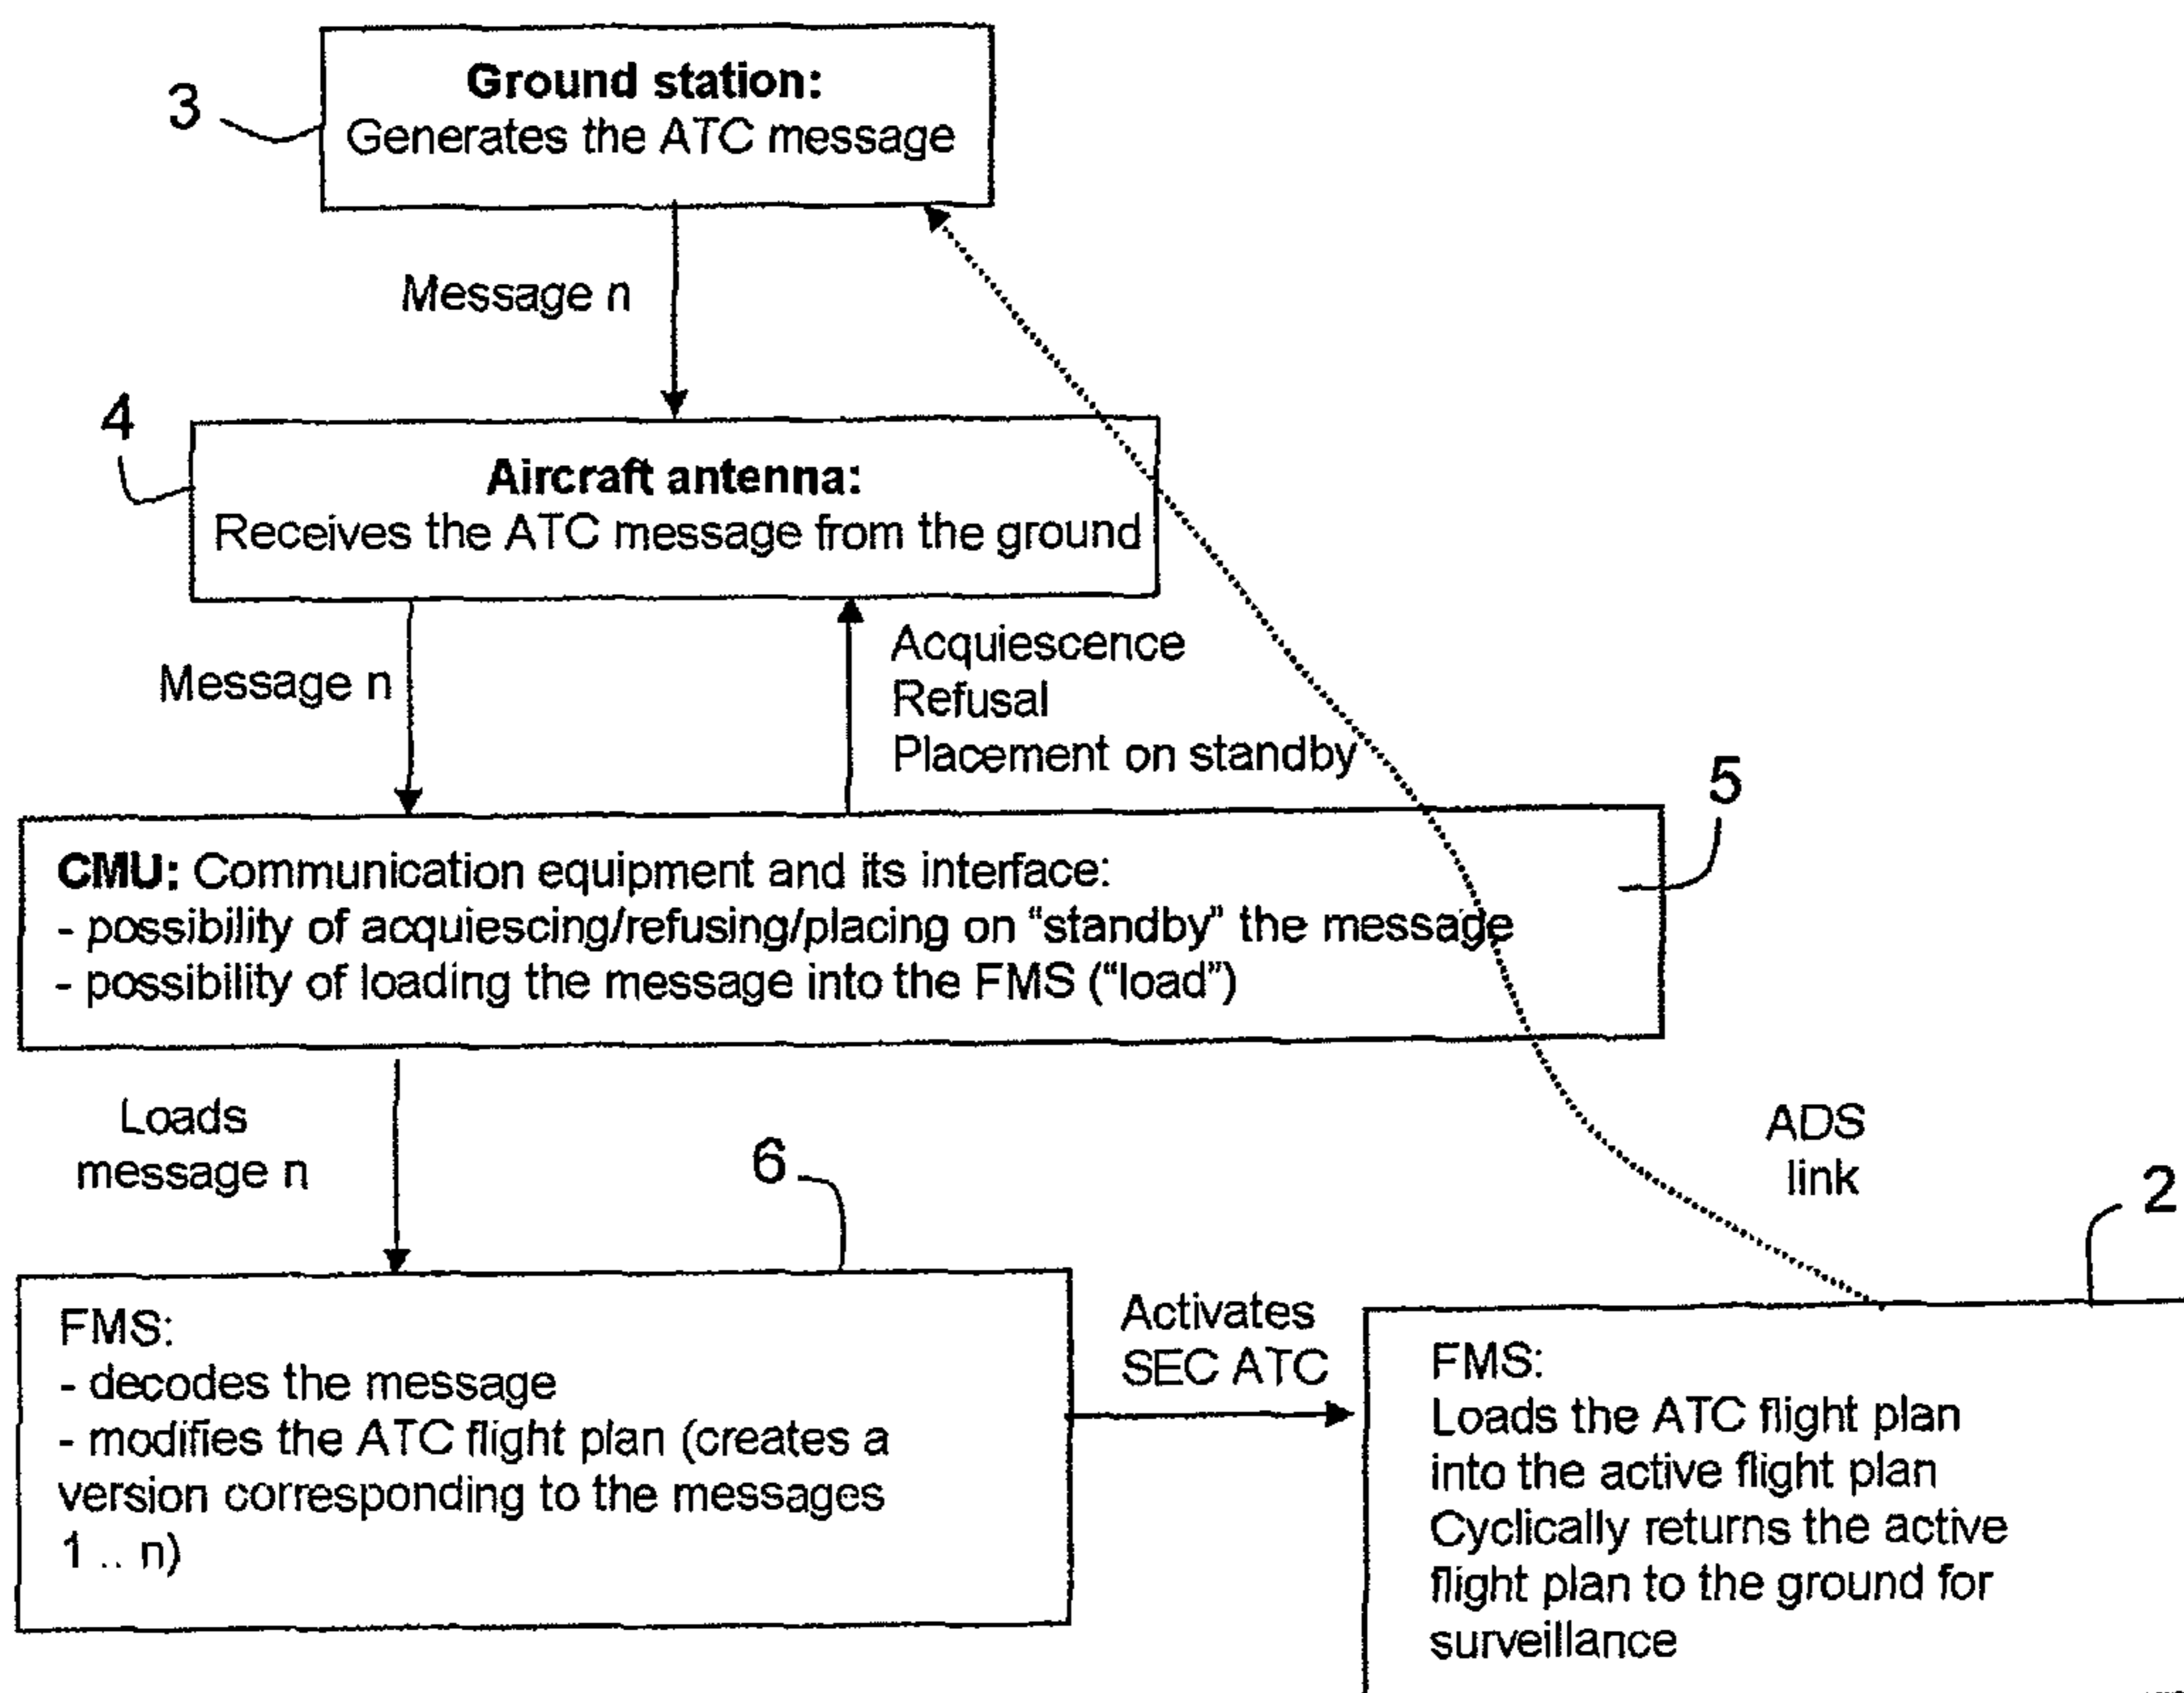 Ground station:
3
Generates the ATC message
Message n
4
Aircraft antenna:
Receives the ATC message from the ground
Message n
Acquiescence
Refusal
Placement on standby
5
CMU: Communication equipment and its interface:
- possibility of acquiescing/refusing/placing on “standby” the message
- possibility of loading the message into the FMS (“load”)
Loads
message n
6
ADS
link
2
FMS:
- decodes the message
- modifies the ATC flight plan (creates a
version corresponding to the messages
1 .. n)
Activates
SEC ATC
FMS:
Loads the ATC flight plan
into the active flight plan
Cyclically returns the active
flight plan to the ground for
surveillance